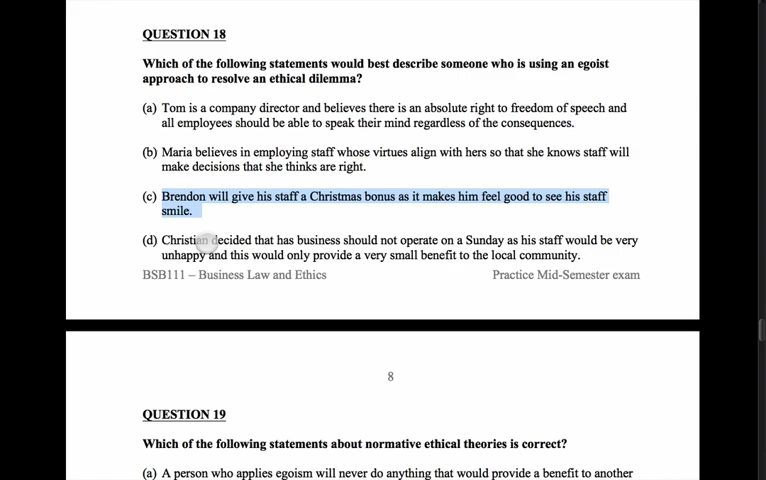 QUESTION 18
Which of the following statements would best describe someone who is using an egoist
approach to resolve an ethical dilemma?
(a) Tom is a company director and believes there is an absolute right to freedom of speech and
all employees should be able to speak their mind regardless of the consequences.
(b) Maria believes in employing staff whose virtues align with hers so that she knows staff will
make decisions that she thinks are right.
(c) Brendon will give his staff a Christmas bonus as it makes him feel good to see his staff
smile.
(d) Christian decided that has business should not operate on a Sunday as his staff would be very
unhappy and this would only provide a very small benefit to the local community.
BSB111 – Business Law and Ethics Practice Mid-Semester exam
8
QUESTION 19
Which of the following statements about normative ethical theories is correct?
(a) A person who applies egoism will never do anything that would provide a benefit to another